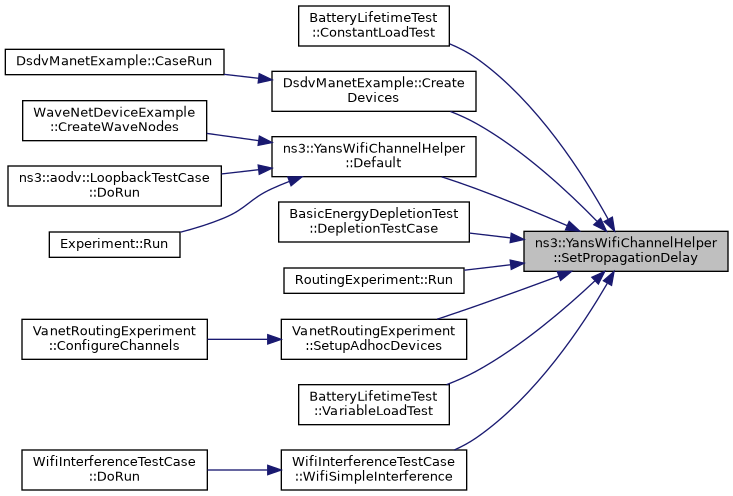 BatteryLifetimeTest
::ConstantLoadTest
DsdvManetExample::CaseRun
DsdvManetExample::Create
Devices
WaveNetDeviceExample
::CreateWaveNodes
ns3::YansWifiChannelHelper
::Default
ns3::aodv::LoopbackTestCase
::DoRun
BasicEnergyDepletionTest
::DepletionTestCase
Experiment::Run
ns3::YansWifiChannelHelper
::SetPropagationDelay
RoutingExperiment::Run
VanetRoutingExperiment
::ConfigureChannels
VanetRoutingExperiment
::SetupAdhocDevices
BatteryLifetimeTest
::VariableLoadTest
WifiInterferenceTestCase
::DoRun
WifiInterferenceTestCase
::WifiSimpleInterference